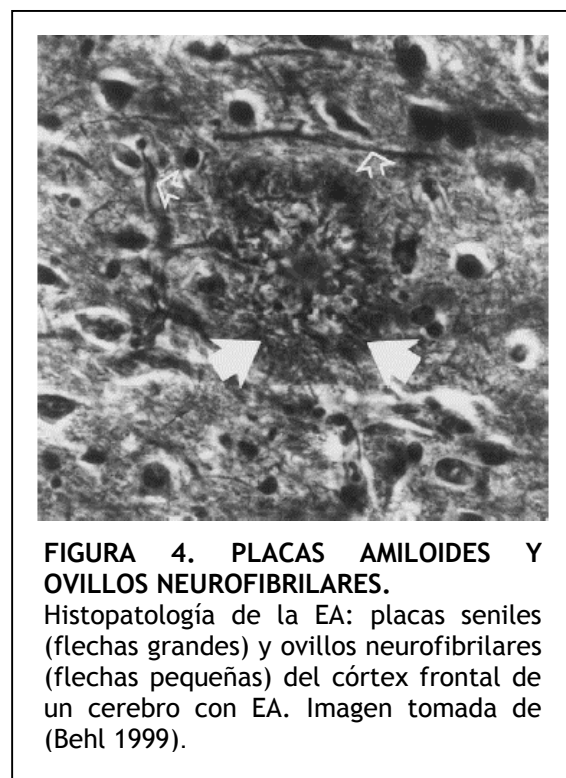 FIGURA 4. PLACAS AMILOIDES Y
OVILLOS NEUROFIBRILARES.
Histopatología de la EA: placas seniles
(flechas grandes) y ovillos neurofibrilares
(flechas pequeñas) del córtex frontal de
un cerebro con EA. Imagen tomada de
(Behl 1999).